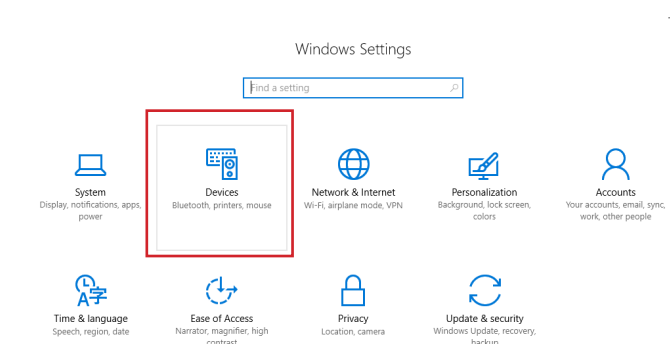 Windows Settings
Find a setting
System
Display, notifications, apps,
power
Devices
Bluetooth, printers, mouse
Network & Internet
Wi-Fi, airplane mode, VPN
Personalization
Background, lock screen,
colors
Accounts
Your accounts, email, sync,
work, other people
Time & language
Speech, region, date
Ease of Access
Narrator, magnifier, high
contrast
Privacy
Location, camera
Update & security
Windows Update, recovery,
backup